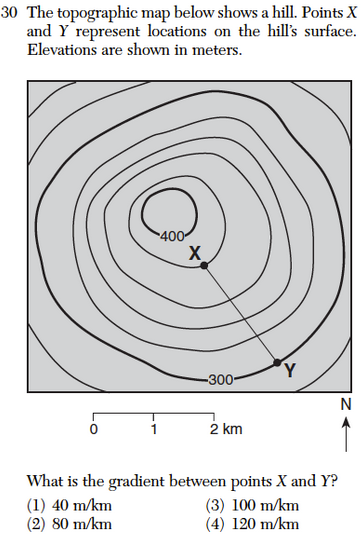 30 The topographic map below shows a hill. Points X
and Y represent locations on the hill's surface.
Elevations are shown in meters.
400
X
Y
300
N
0 1 2 km
What is the gradient between points X and Y?
(1) 40 m/km (3) 100 m/km
(2) 80 m/km (4) 120 m/km